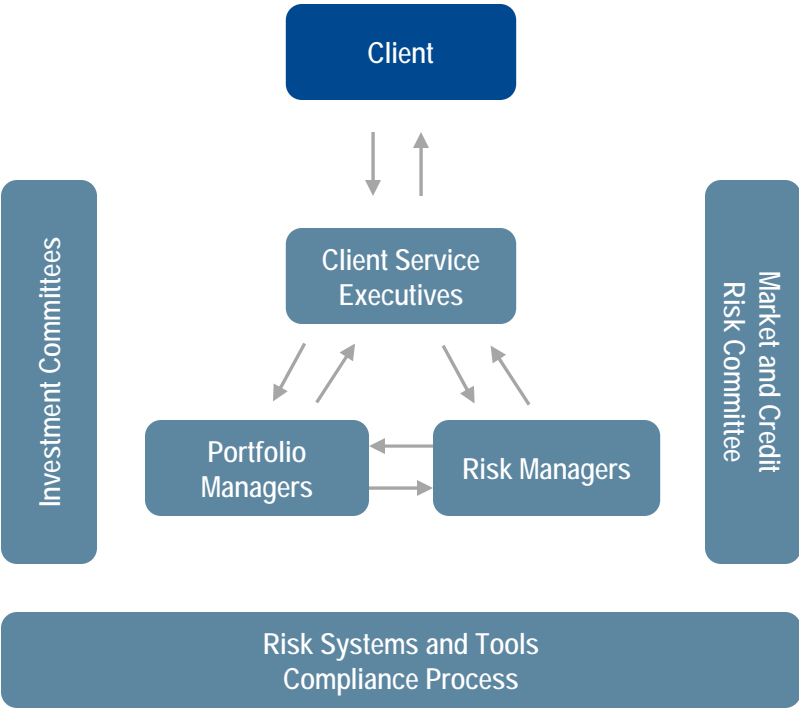 Client
Client Service
Executives
Investment Committees
Market and Credit
Risk Committee
Portfolio
Managers
Risk Managers
Risk Systems and Tools
Compliance Process